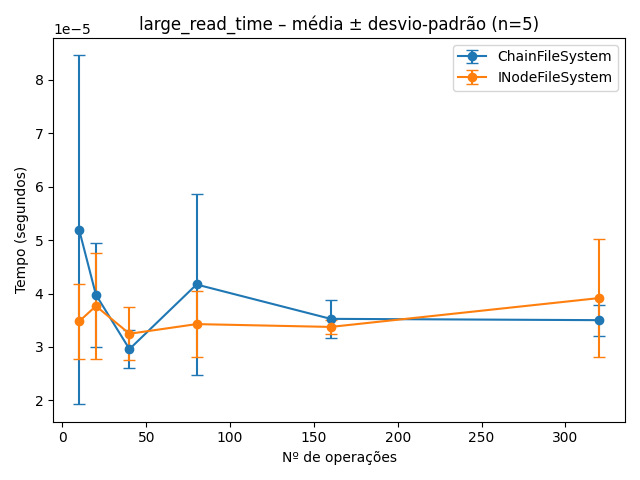 large_read_time – média ± desvio-padrão (n=5)
1e−5
ChainFileSystem
INodeFileSystem
8
7
6
5
4
3
2
Tempo (segundos)
0 50 100 150 200 250 300
Nº de operações